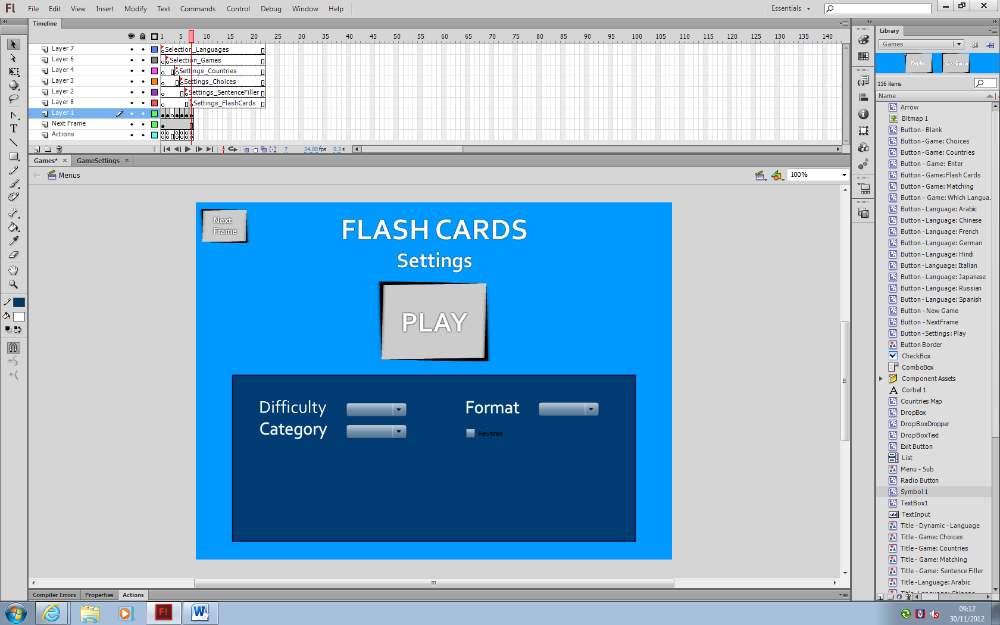 Fl File Edit View Insert Modify Text Commands Control Debug Window Help Essentials
Timeline
1 5 10 15 20 25 30 35 40 45 50 55 60 65 70 75 80 85 90 95 100 105 110 115 120 125 130 135 140
Layer 7 Selection_Languages
Layer 6 Selection_Games
Layer 4 Settings_Countries
Layer 3 Settings_Choices
Layer 2 Settings_SentenceFiller
Layer 8 Settings_FlashCards
Layer 1
Next Frame
Actions
7 24.00 fps 0.3 s
Games* GameSettings
Menus 100%
Next
Frame
FLASH CARDS
Settings
PLAY
Difficulty Format
Category Reverse
Compiler Errors Properties Actions
Library
Games
Replay New Game
116 items
Name
Arrow
Bitmap 1
Button - Blank
Button - Game: Choices
Button - Game: Countries
Button - Game: Enter
Button - Game: Flash Cards
Button - Game: Matching
Button - Game: Which Langua.
Button - Language: Arabic
Button - Language: Chinese
Button - Language: French
Button - Language: German
Button - Language: Hindi
Button - Language: Italian
Button - Language: Japanese
Button - Language: Russian
Button - Language: Spanish
Button - New Game
Button - NextFrame
Button - Settings: Play
Button Border
CheckBox
ComboBox
Component Assets
Corbel 1
Countries Map
DropBox
DropBoxDropper
DropBoxText
Exit Button
List
Menu - Sub
Radio Button
Symbol 1
TextBox1
TextInput
Title - Dynamic - Language
Title - Game: Choices
Title - Game: Countries
Title - Game: Matching
Title - Game: Sentence Filler
Title - Language: Arabic
Title - Language: Chinese
09:12
30/11/2012